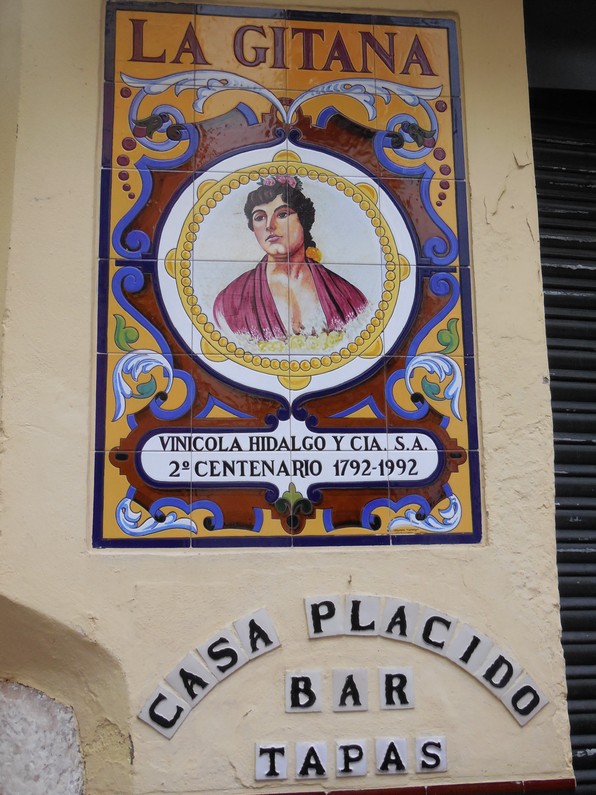 LA GITANA
VINICOLA HIDALGO Y CIA. S.A.
2º CENTENARIO 1792-1992
CASA PLACIDO
BAR
TAPAS